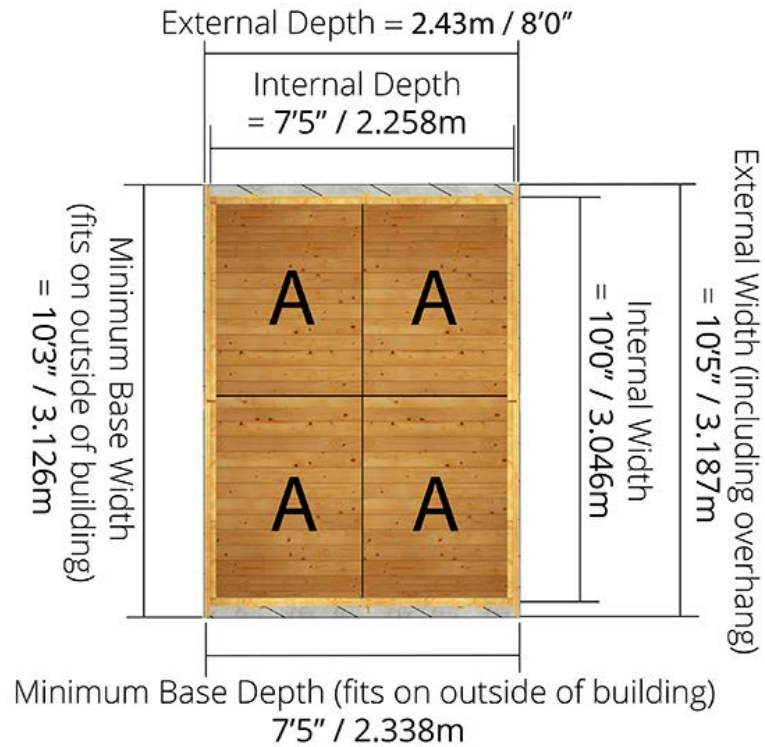 External Depth = 2.43m / 8'0”
Internal Depth
= 7'5” / 2.258m
Minimum Base Width
(fits on outside of building)
= 10'3” / 3.126m
A A
A A
Internal Width
= 10'0” / 3.046m
External Width (including overhang)
= 10'5” / 3.187m
Minimum Base Depth (fits on outside of building)
7'5” / 2.338m